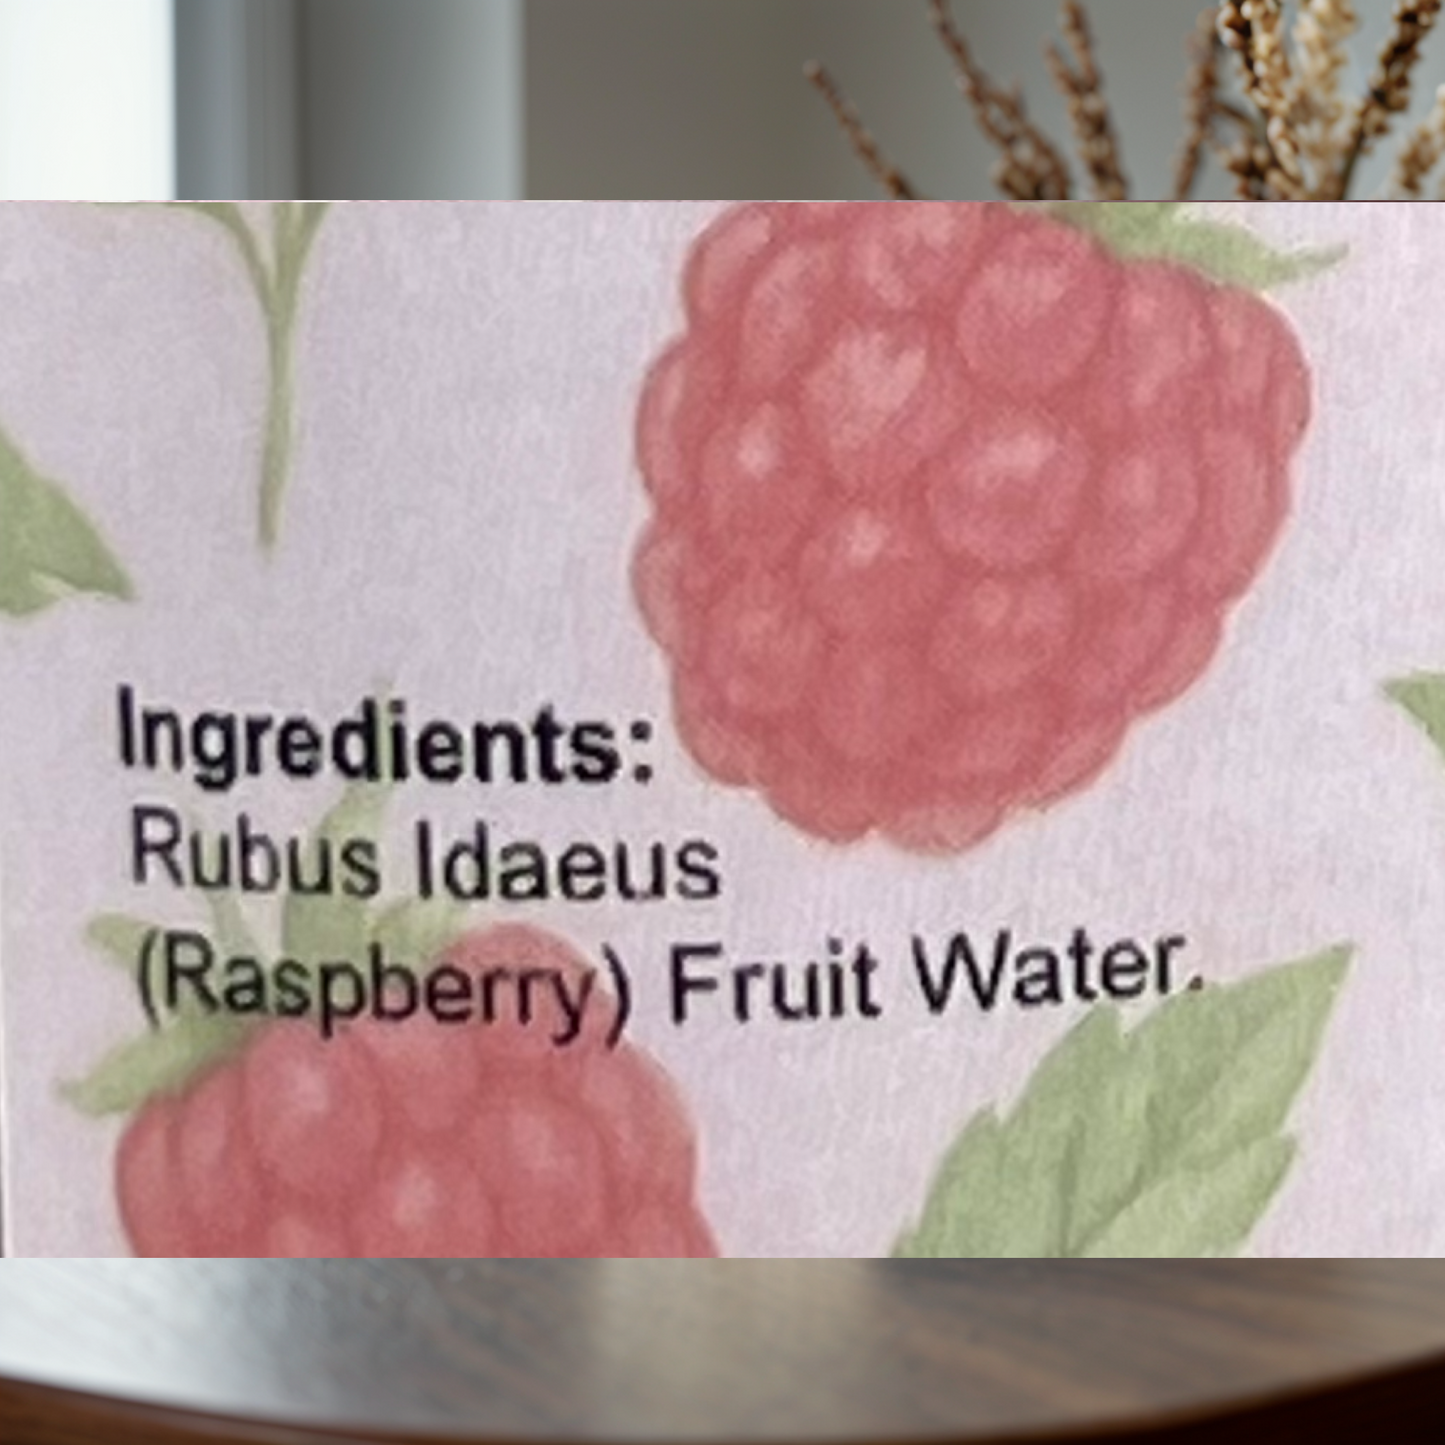 Ingredients:
Rubus Idaeus
(Raspberry) Fruit Water.